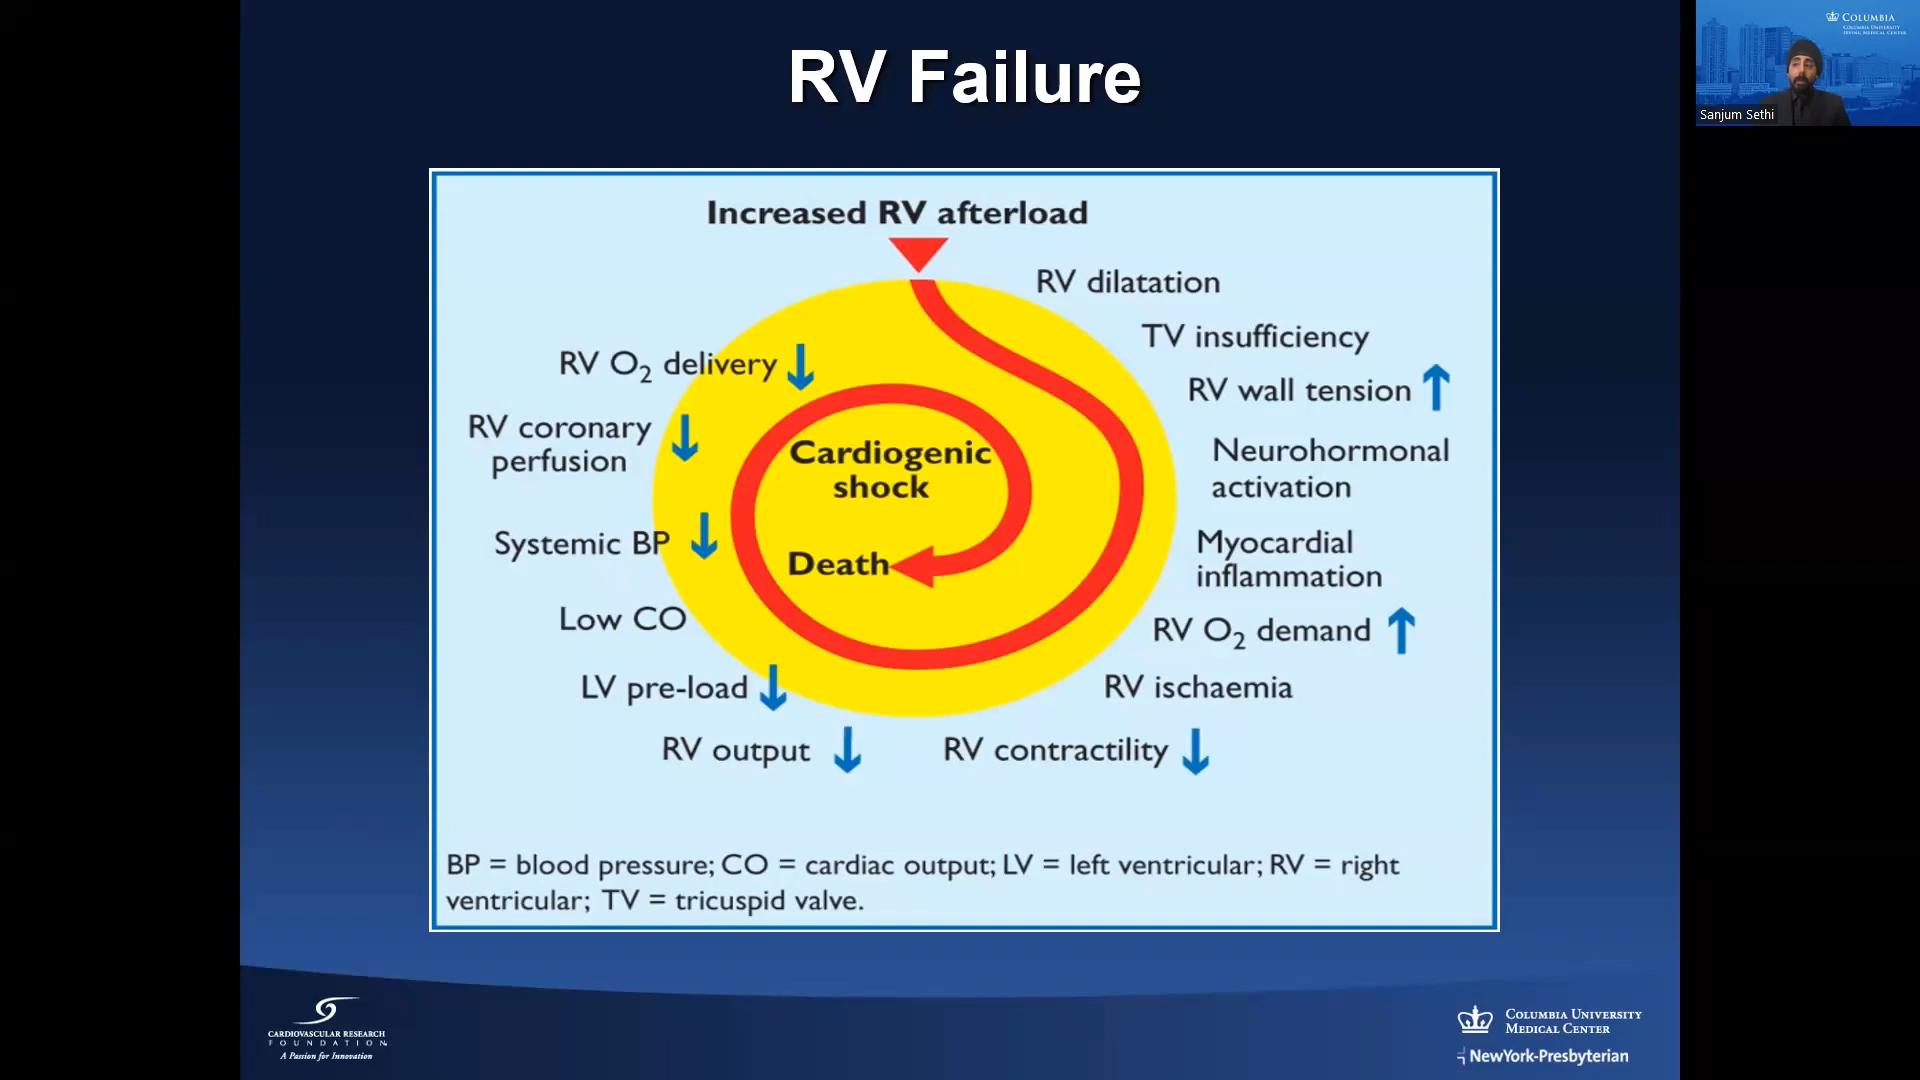 RV Failure
COLUMBIA
COLUMBIA UNIVERSITY
IRVING MEDICAL CENTER
Sanjum Sethi
Increased RV afterload
RV dilatation
TV insufficiency
RV wall tension ↑
Neurohormonal
activation
Myocardial
inflammation
RV O₂ demand ↑
RV ischaemia
RV contractility ↓
RV output ↓
LV pre-load ↓
Low CO
Systemic BP ↓
RV coronary ↓
perfusion
RV O₂ delivery ↓
Cardiogenic
shock
Death
BP = blood pressure; CO = cardiac output; LV = left ventricular; RV = right
ventricular; TV = tricuspid valve.
CARDIOVASCULAR RESEARCH
FOUNDATION
A Passion for Innovation
COLUMBIA UNIVERSITY
MEDICAL CENTER
NewYork-Presbyterian